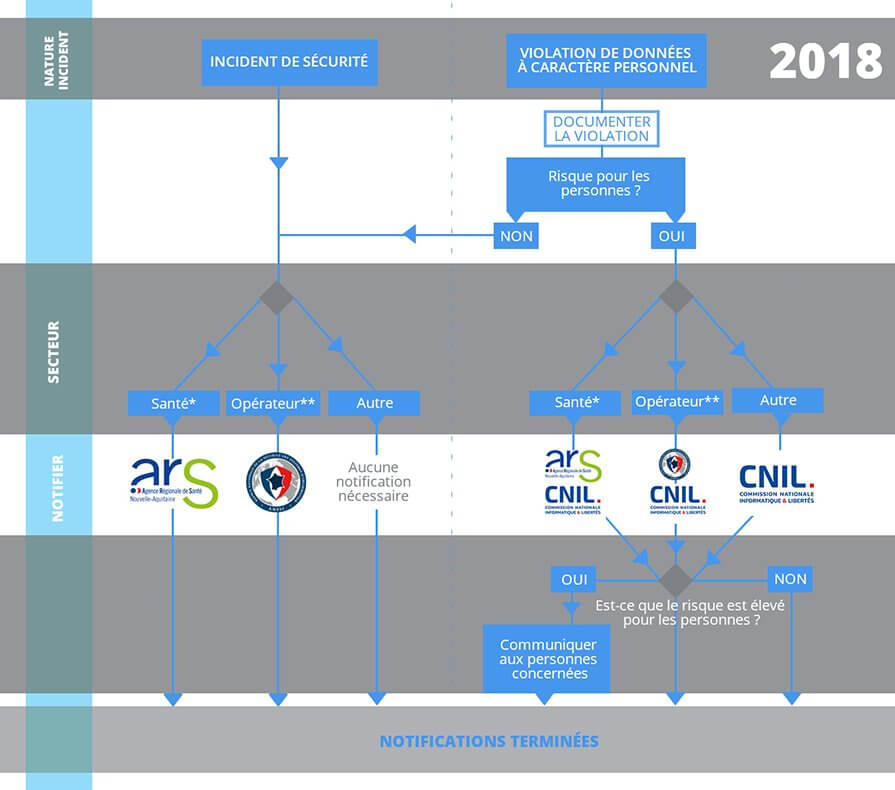 NATURE
INCIDENT
INCIDENT DE SÉCURITÉ
VIOLATION DE DONNÉES
À CARACTÈRE PERSONNEL
2018
DOCUMENTER
LA VIOLATION
Risque pour les
personnes ?
NON
OUI
SECTEUR
Santé*
Opérateur**
Autre
Santé*
Opérateur**
Autre
NOTIFIER
ars
Agence Régionale de Santé
Nouvelle-Aquitaine
Aucune
notification
nécessaire
ars
Agence Régionale de Santé
Nouvelle-Aquitaine
CNIL.
COMMISSION NATIONALE
INFORMATIQUE & LIBERTÉS
CNIL.
COMMISSION NATIONALE
INFORMATIQUE & LIBERTÉS
CNIL.
COMMISSION NATIONALE
INFORMATIQUE & LIBERTÉS
OUI
NON
Est-ce que le risque est élevé
pour les personnes ?
Communiquer
aux personnes
concernées
NOTIFICATIONS TERMINÉES